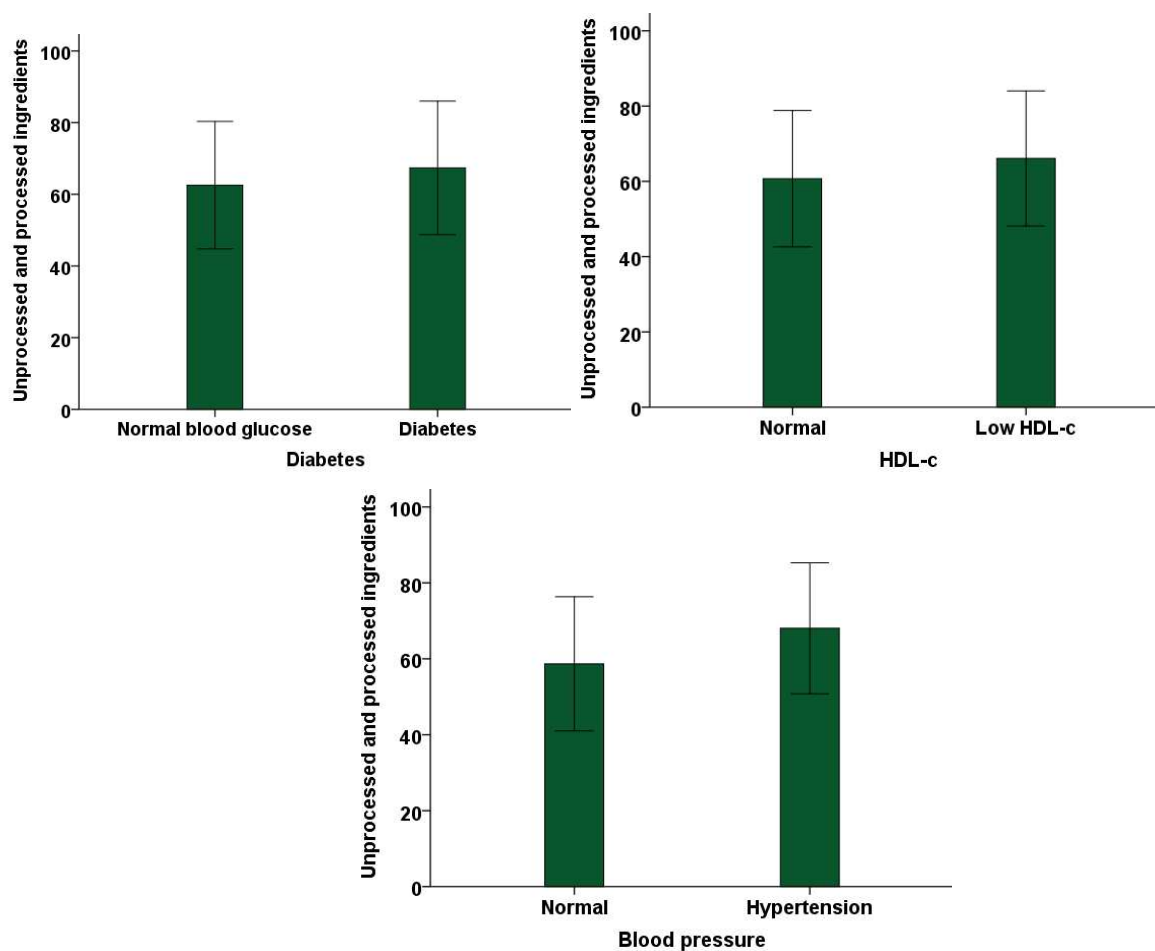 Unprocessed and processed ingredients
100
80
60
40
20
0
Normal blood glucose
Diabetes
Diabetes
Unprocessed and processed ingredients
100
80
60
40
20
0
Normal
Low HDL-c
HDL-c
Unprocessed and processed ingredients
100
80
60
40
20
0
Normal
Hypertension
Blood pressure